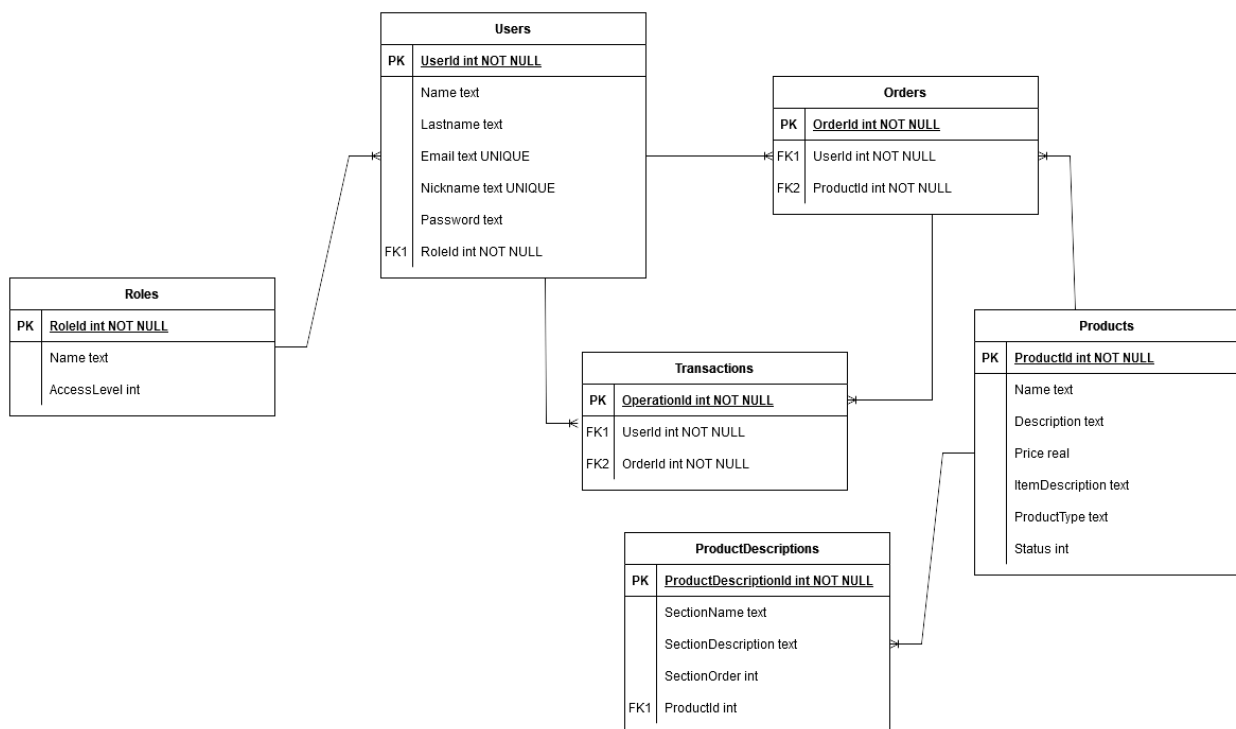 Users
PK UserId int NOT NULL
Name text
Lastname text
Email text UNIQUE
Nickname text UNIQUE
Password text
FK1 RoleId int NOT NULL
Orders
PK OrderId int NOT NULL
FK1 UserId int NOT NULL
FK2 ProductId int NOT NULL
Roles
PK RoleId int NOT NULL
Name text
AccessLevel int
Products
PK ProductId int NOT NULL
Name text
Description text
Price real
ItemDescription text
ProductType text
Status int
Transactions
PK OperationId int NOT NULL
FK1 UserId int NOT NULL
FK2 OrderId int NOT NULL
ProductDescriptions
PK ProductDescriptionId int NOT NULL
SectionName text
SectionDescription text
SectionOrder int
FK1 ProductId int